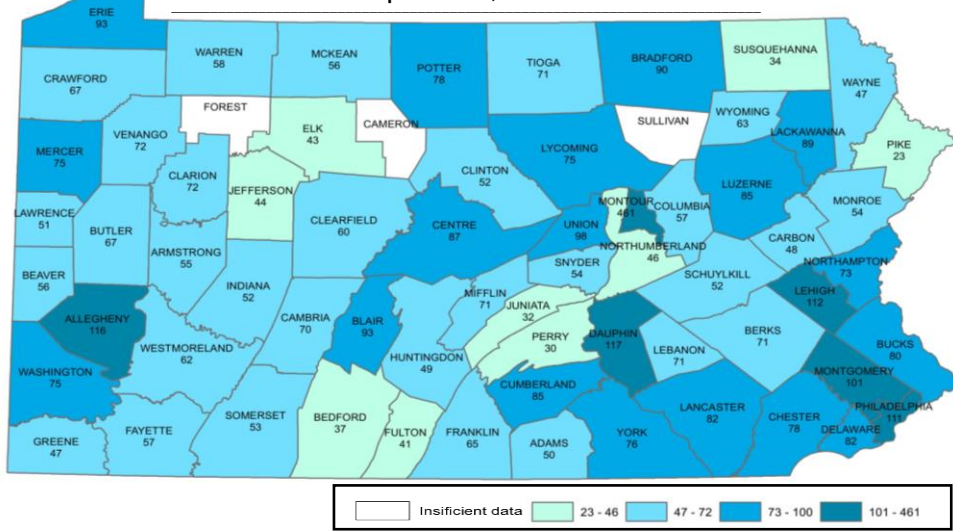 ERIE
93
WARREN
58
MCKEAN
56
POTTER
78
TIOGA
71
BRADFORD
90
SUSQUEHANNA
34
CRAWFORD
67
WAYNE
47
FOREST
CAMERON
ELK
43
SULLIVAN
WYOMING
63
LACKAWANNA
89
PIKE
23
MERCER
75
VENANGO
72
CLARION
72
JEFFERSON
44
CLINTON
52
LYCOMING
75
LUZERNE
85
MONROE
54
LAWRENCE
51
BUTLER
67
ARMSTRONG
55
CLEARFIELD
60
CENTRE
87
UNION
98
MONTOUR
461
COLUMBIA
57
CARBON
48
NORTHAMPTON
73
NORTHUMBERLAND
46
SNYDER
54
BEAVER
56
INDIANA
52
MIFFLIN
71
JUNIATA
32
SCHUYLKILL
52
LEHIGH
112
ALLEGHENY
116
CAMBRIA
70
BLAIR
93
PERRY
30
DAUPHIN
117
BERKS
71
BUCKS
80
WESTMORELAND
62
HUNTINGDON
49
LEBANON
71
MONTGOMERY
101
WASHINGTON
75
CUMBERLAND
85
PHILADELPHIA
111
LANCASTER
82
CHESTER
78
DELAWARE
82
SOMERSET
53
BEDFORD
37
FULTON
41
FRANKLIN
65
ADAMS
50
YORK
76
GREENE
47
FAYETTE
57
Insificient data
23 - 46
47 - 72
73 - 100
101 - 461